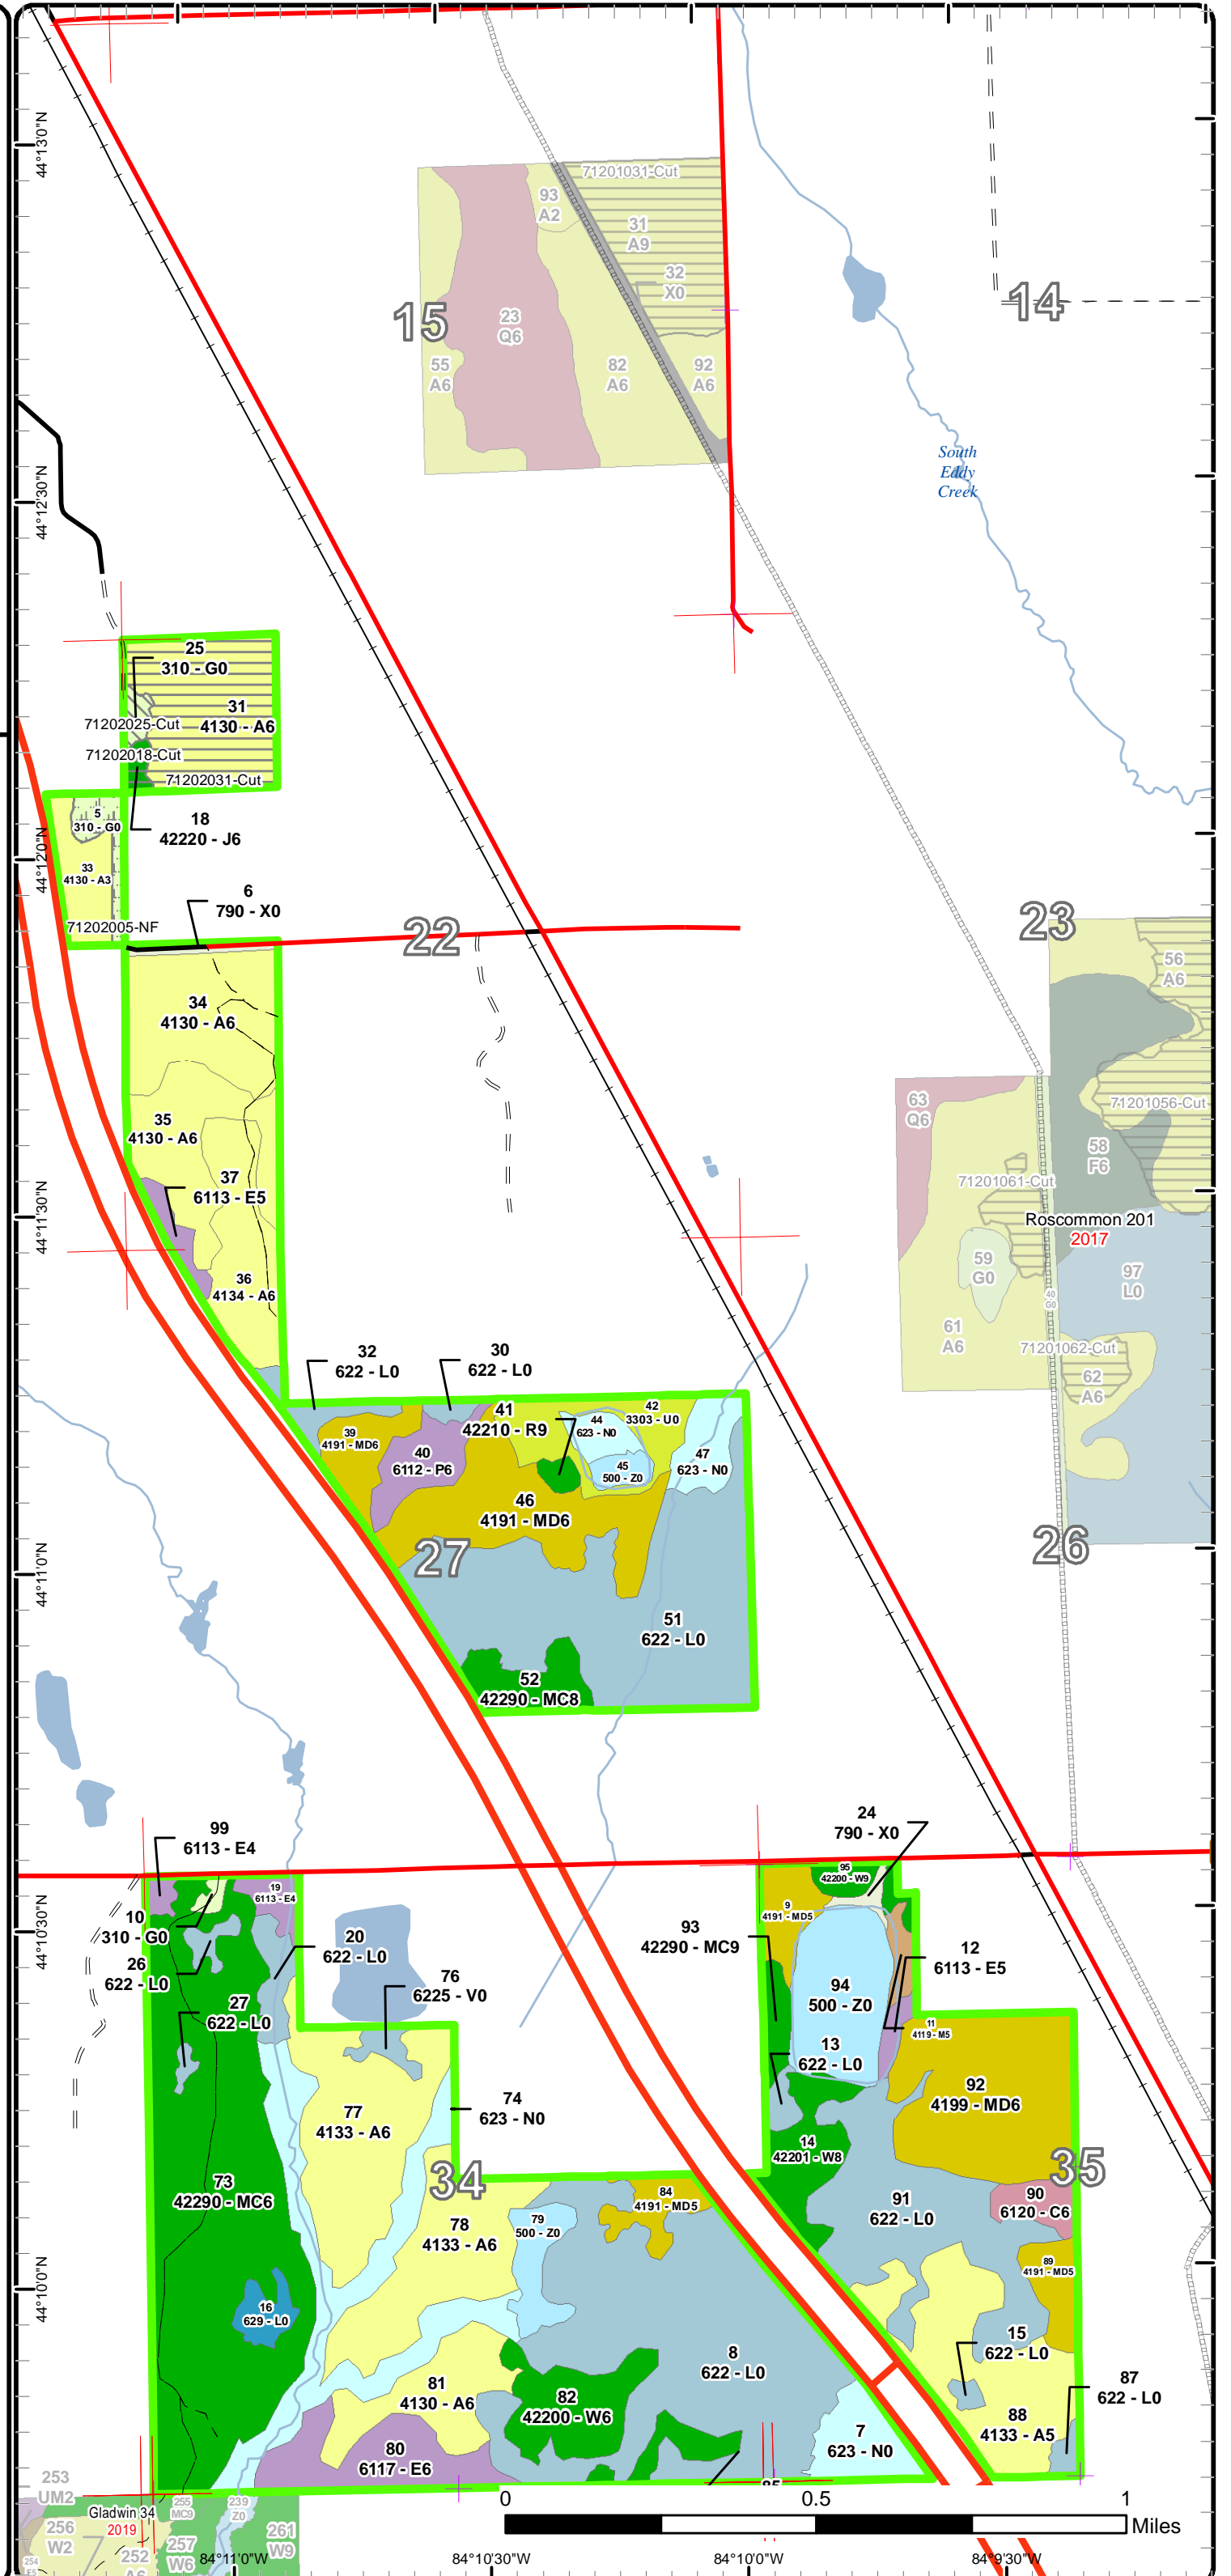 44°13'0"N
71201031-Cut
93
A2
31
A9
32
X0
14
15
23
Q6
55
A6
82
A6
92
A6
South
Eddy
Creek
44°12'30"N
25
310 - G0
31
4130 - A6
71202025-Cut
71202018-Cut
71202031-Cut
5
310 - G0
18
42220 - J6
44°12'0"N
33
4130 - A3
6
790 - X0
71202005-NF
22
23
56
A6
34
4130 - A6
63
Q6
71201056-Cut
35
4130 - A6
58
F6
37
6113 - E5
71201061-Cut
44°11'30"N
Roscommon 201
2017
59
G0
97
L0
36
4134 - A6
40
G0
61
A6
71201062-Cut
62
A6
32
622 - L0
30
622 - L0
41
42210 - R9
42
3303 - U0
44
623 - N0
39
4191 - MD6
40
6112 - P6
47
623 - N0
45
500 - Z0
46
4191 - MD6
27
26
44°11'0"N
51
622 - L0
52
42290 - MC8
24
790 - X0
99
6113 - E4
95
42200 - W9
19
6113 - E4
9
4191 - MD5
10
310 - G0
44°10'30"N
20
622 - L0
93
42290 - MC9
12
6113 - E5
26
622 - L0
76
6225 - V0
94
500 - Z0
27
622 - L0
11
4119 - M5
13
622 - L0
74
623 - N0
77
4133 - A6
92
4199 - MD6
14
42201 - W8
73
42290 - MC6
34
35
84
4191 - MD5
90
6120 - C6
91
622 - L0
78
4133 - A6
79
500 - Z0
89
4191 - MD5
44°10'0"N
16
629 - L0
15
622 - L0
8
622 - L0
81
4130 - A6
82
42200 - W6
87
622 - L0
88
4133 - A5
7
623 - N0
80
6117 - E6
85
253
UM2
Gladwin 34
2019
255
MC9
239
Z0
256
W2
257
W6
261
W9
252
A6
254
E5
0 0.5 1
Miles
84°11'0"W 84°10'30"W 84°10'0"W 84°9'30"W